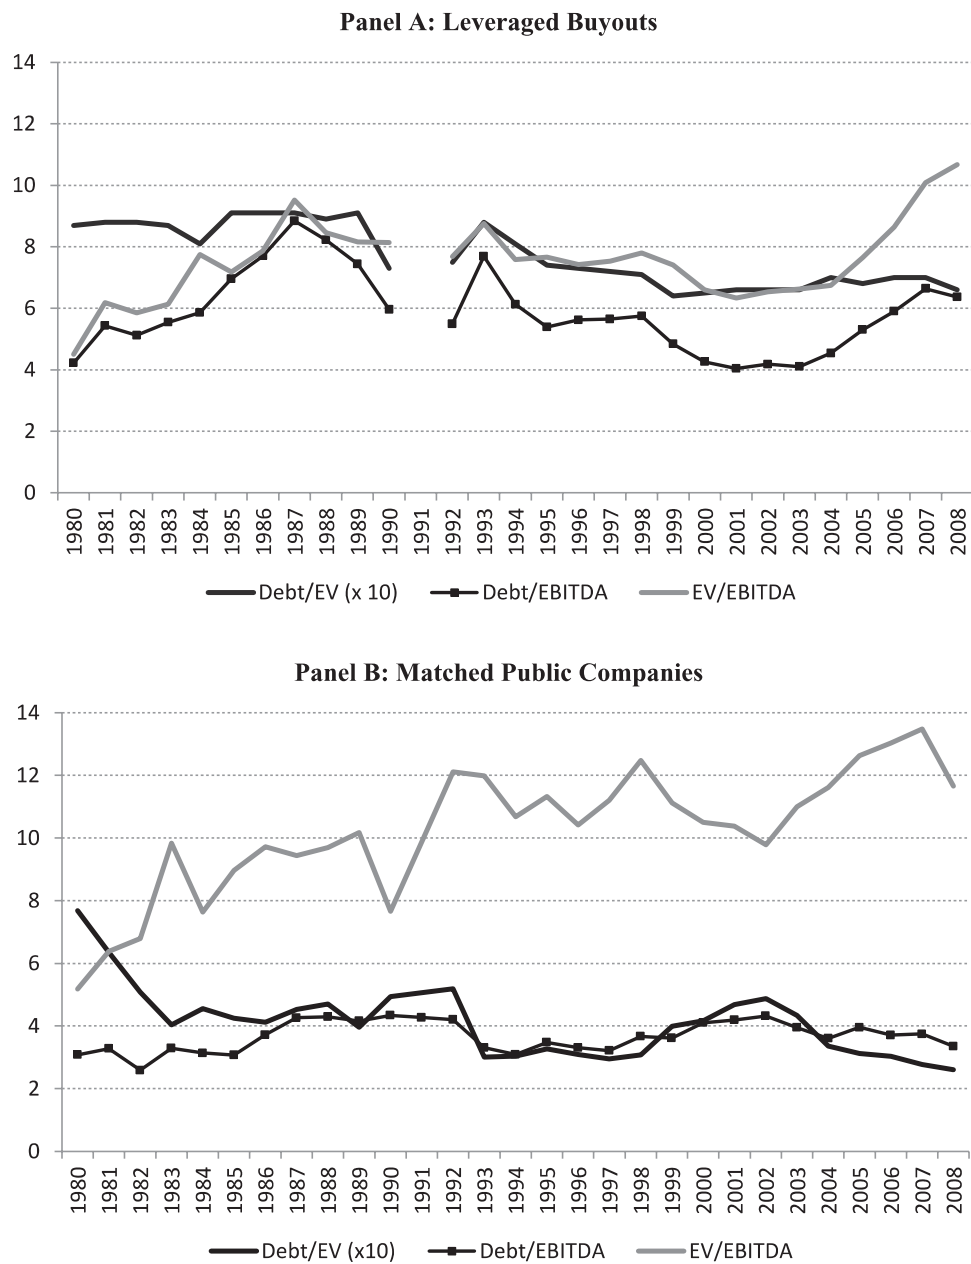 Panel A: Leveraged Buyouts
14
12
10
8
6
4
2
0
1980 1981 1982 1983 1984 1985 1986 1987 1988 1989 1990 1991 1992 1993 1994 1995 1996 1997 1998 1999 2000 2001 2002 2003 2004 2005 2006 2007 2008
Debt/EV (x 10) Debt/EBITDA EV/EBITDA
Panel B: Matched Public Companies
14
12
10
8
6
4
2
0
1980 1981 1982 1983 1984 1985 1986 1987 1988 1989 1990 1991 1992 1993 1994 1995 1996 1997 1998 1999 2000 2001 2002 2003 2004 2005 2006 2007 2008
Debt/EV (x10) Debt/EBITDA EV/EBITDA